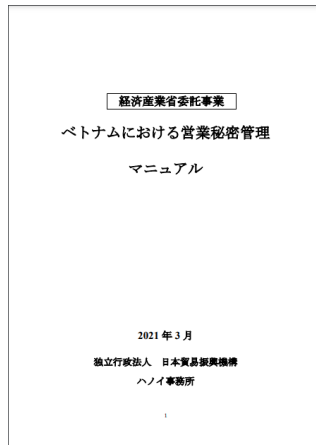 経済産業省委託事業
ベトナムにおける営業秘密管理
マニュアル
2021 年 3 月
独立行政法人 日本貿易振興機構
ハノイ事務所
1